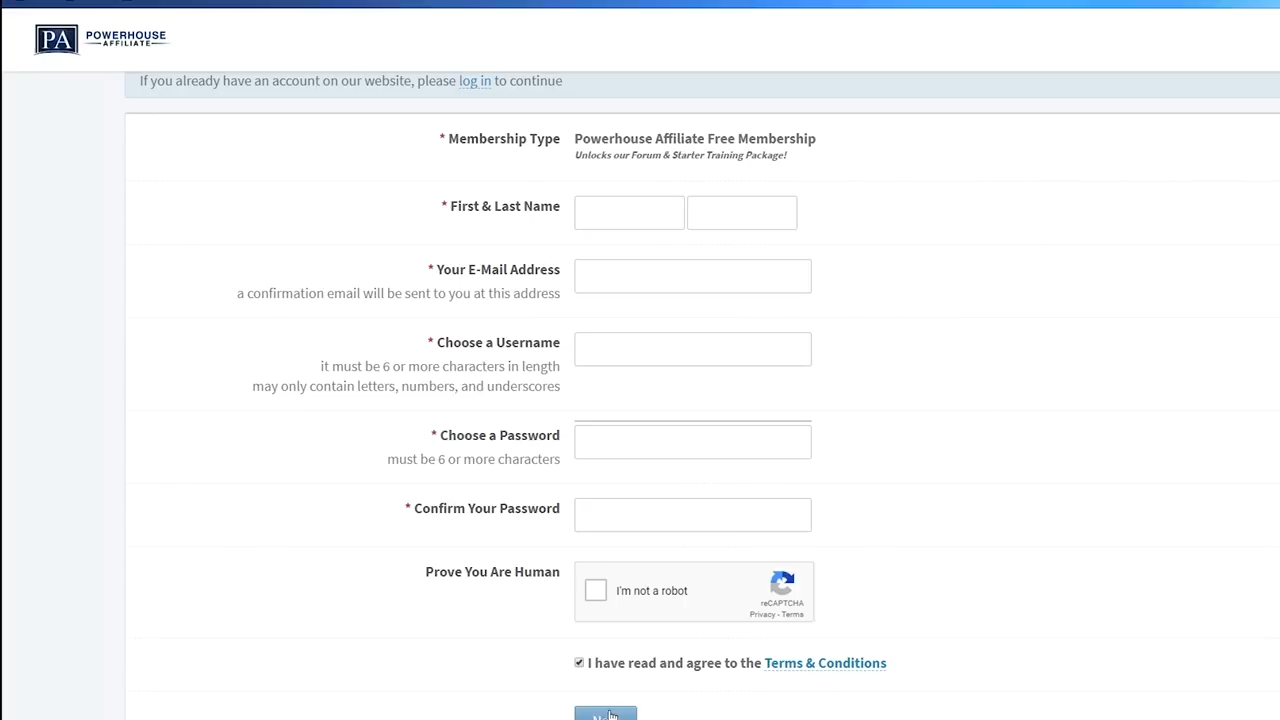 PA POWERHOUSE
AFFILIATE
If you already have an account on our website, please log in to continue
* Membership Type
Powerhouse Affiliate Free Membership
Unlocks our Forum & Starter Training Package!
* First & Last Name
* Your E-Mail Address
a confirmation email will be sent to you at this address
* Choose a Username
it must be 6 or more characters in length
may only contain letters, numbers, and underscores
* Choose a Password
must be 6 or more characters
* Confirm Your Password
Prove You Are Human
I'm not a robot
reCAPTCHA
Privacy - Terms
I have read and agree to the Terms & Conditions